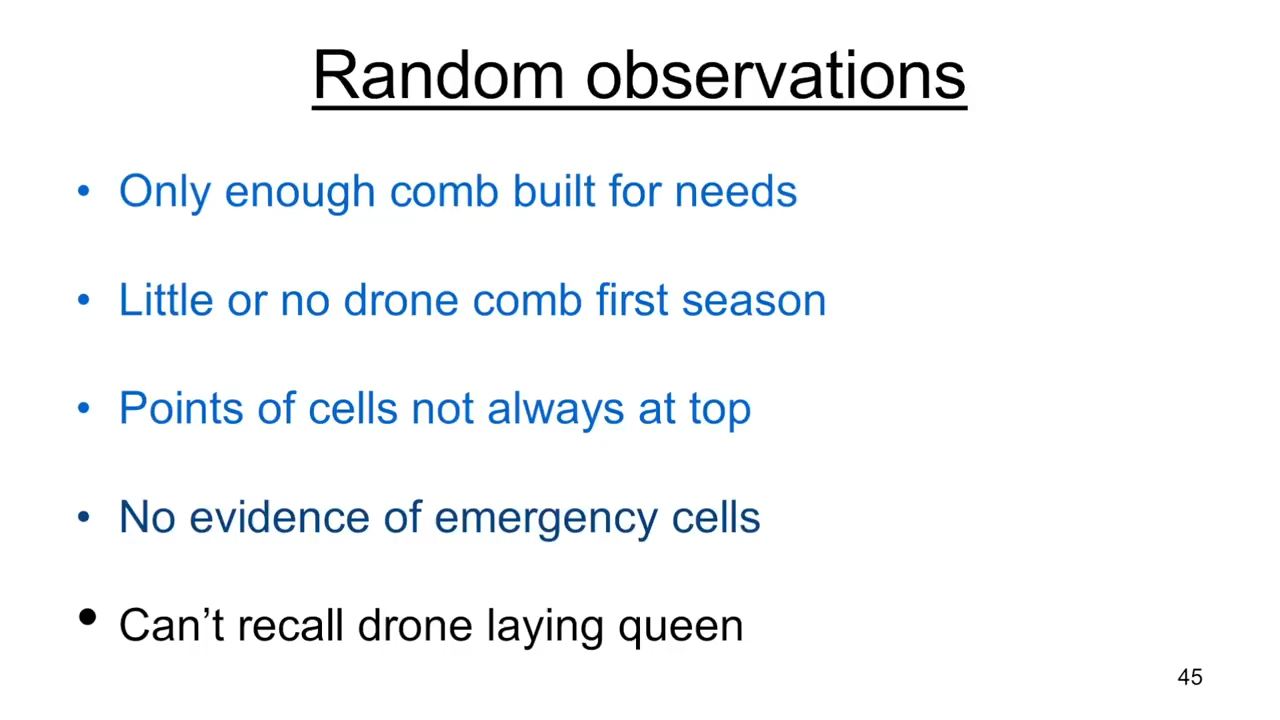 Random observations
• Only enough comb built for needs
• Little or no drone comb first season
• Points of cells not always at top
• No evidence of emergency cells
• Can’t recall drone laying queen
45